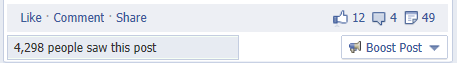 Like · Comment · Share 12 4 49
4,298 people saw this post Boost Post